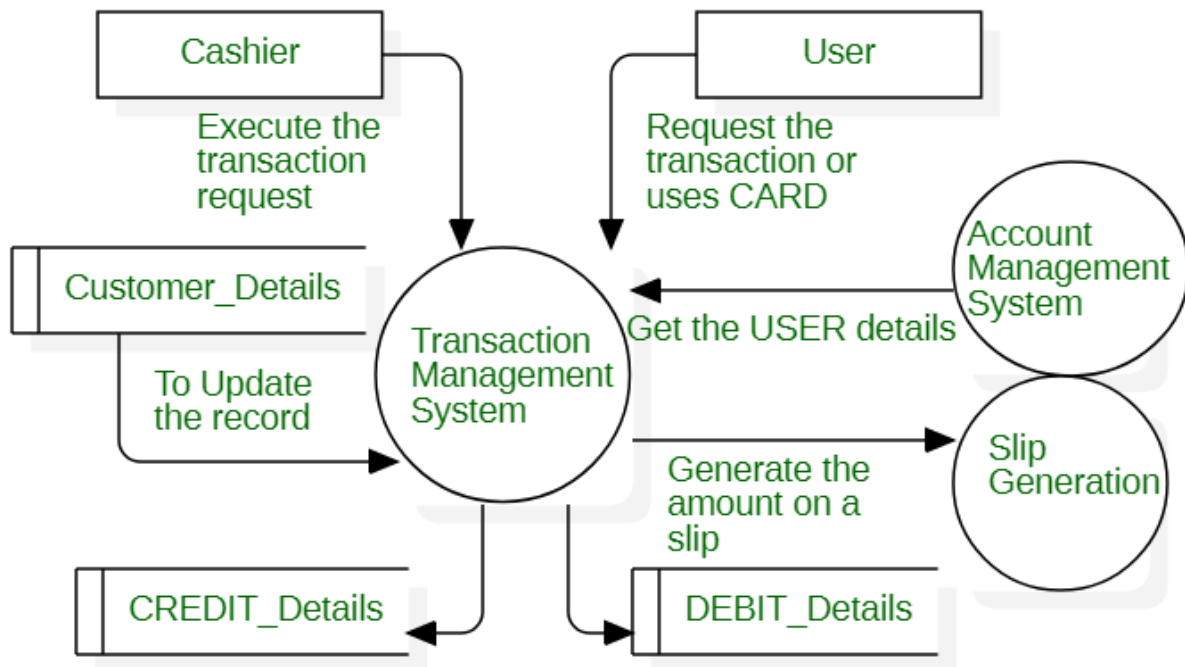 Cashier
User
Execute the
transaction
request
Request the
transaction or
uses CARD
Account
Management
System
Customer_Details
Get the USER details
Transaction
Management
System
To Update
the record
Slip
Generation
Generate the
amount on a
slip
CREDIT_Details
DEBIT_Details